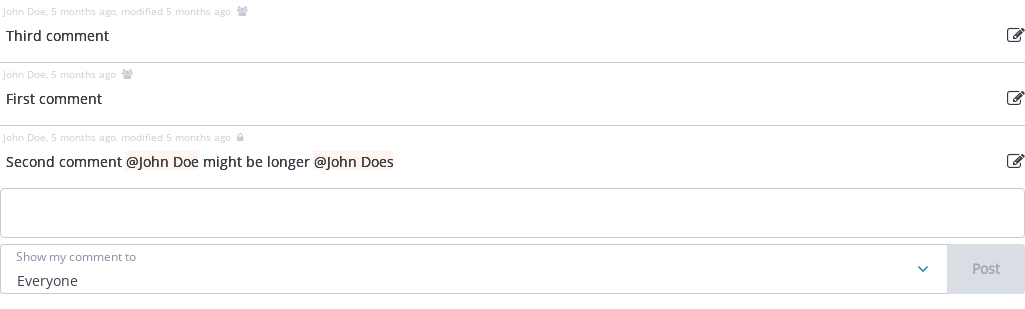 John Doe, 5 months ago, modified 5 months ago
Third comment
John Doe, 5 months ago
First comment
John Doe, 5 months ago, modified 5 months ago
Second comment @John Doe might be longer @John Does
Show my comment to
Everyone
Post